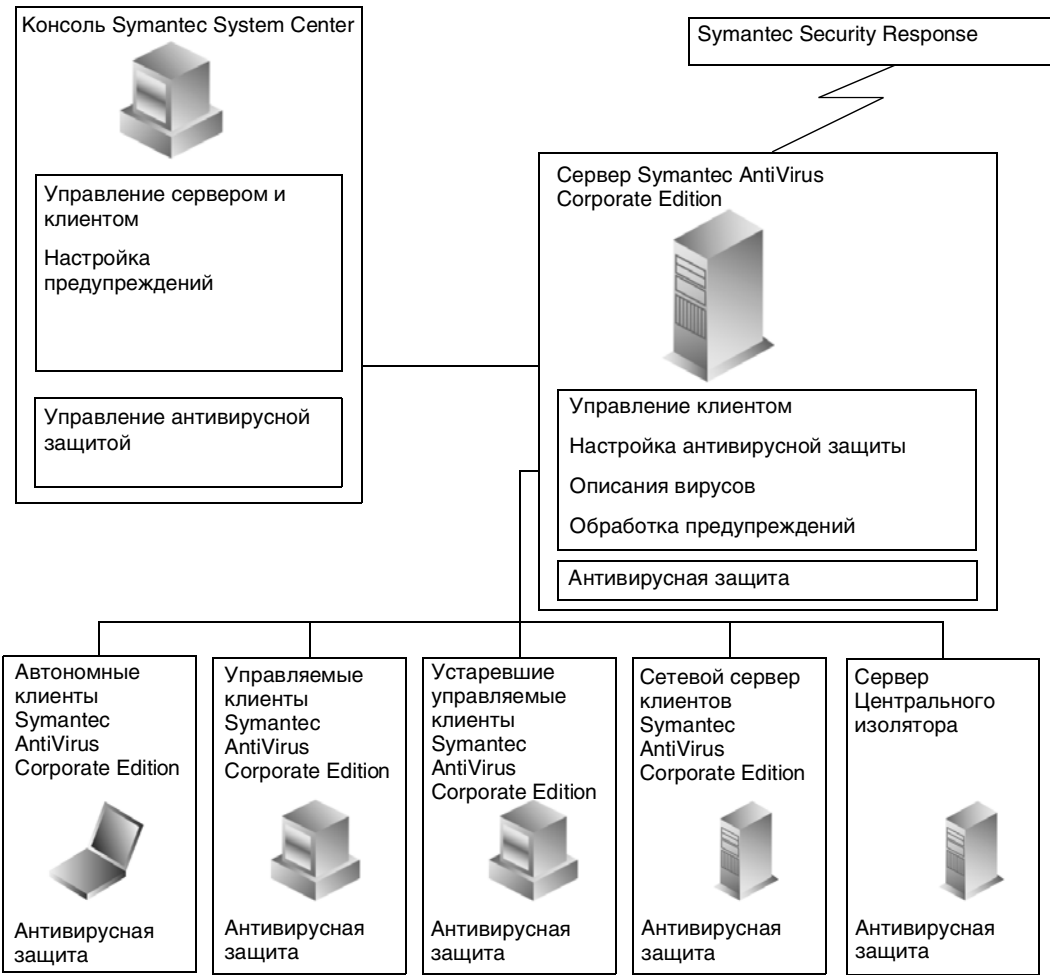 Консоль Symantec System Center
Управление сервером и
клиентом
Настройка
предупреждений
Управление антивирусной
защитой
Symantec Security Response
Сервер Symantec AntiVirus
Corporate Edition
Управление клиентом
Настройка антивирусной защиты
Описания вирусов
Обработка предупреждений
Антивирусная защита
Автономные
клиенты
Symantec
AntiVirus
Corporate Edition
Антивирусная
защита
Управляемые
клиенты
Symantec
AntiVirus
Corporate Edition
Антивирусная
защита
Устаревшие
управляемые
клиенты
Symantec
AntiVirus
Corporate Edition
Антивирусная
защита
Сетевой сервер
клиентов
Symantec
AntiVirus
Corporate Edition
Антивирусная
защита
Сервер
Центрального
изолятора
Антивирусная
защита